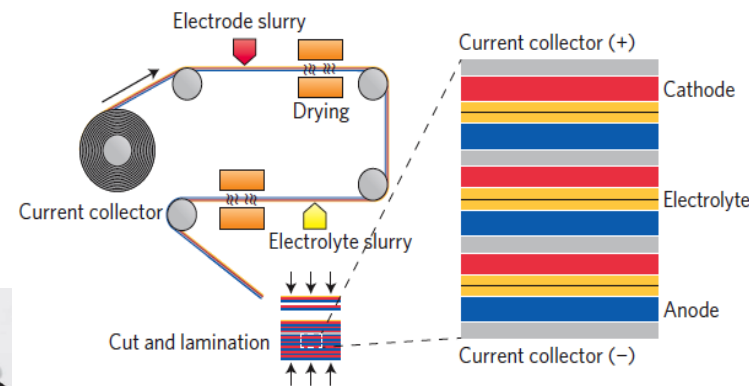 Electrode slurry
Drying
Current collector
Electrolyte slurry
Cut and lamination
Current collector (+)
Cathode
Electrolyte
Anode
Current collector (−)